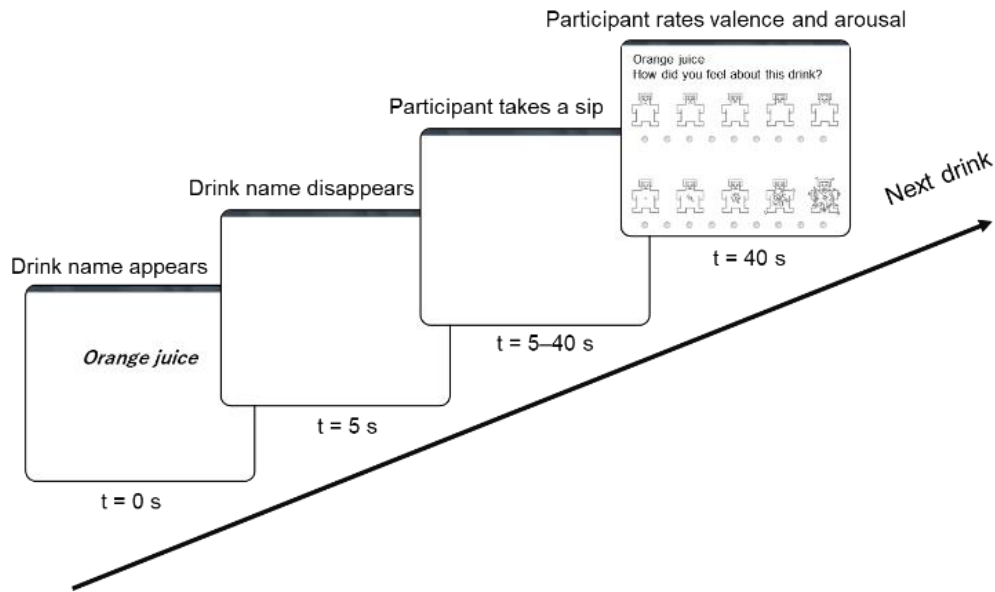 Participant rates valence and arousal
Orange juice
How did you feel about this drink?
t = 40 s
Participant takes a sip
t = 5–40 s
Drink name disappears
t = 5 s
Drink name appears
Orange juice
t = 0 s
Next drink